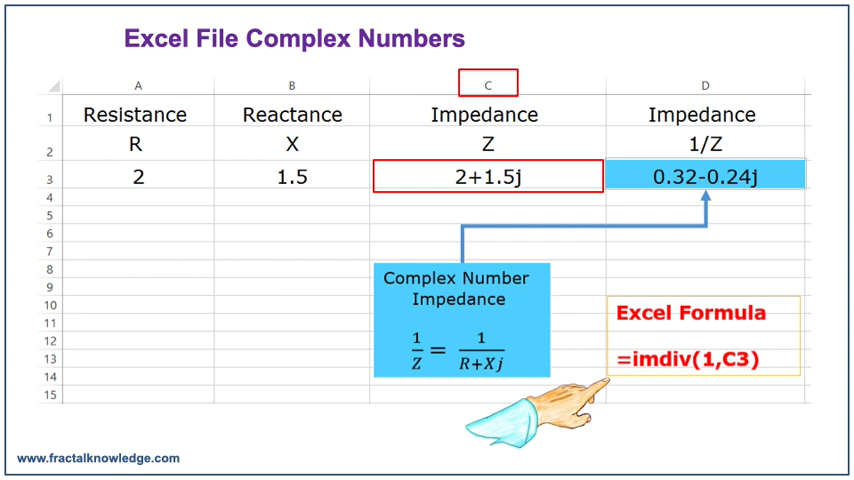 Excel File Complex Numbers
A B C D
1 Resistance Reactance Impedance Impedance
2 R X Z 1/Z
3 2 1.5 2+1.5j 0.32-0.24j
4
5
6
7
8
9
10
11
12
13
14
15
Complex Number
Impedance
1/Z = 1/(R+Xj)
Excel Formula
=imdiv(1,C3)
www.fractalknowledge.com